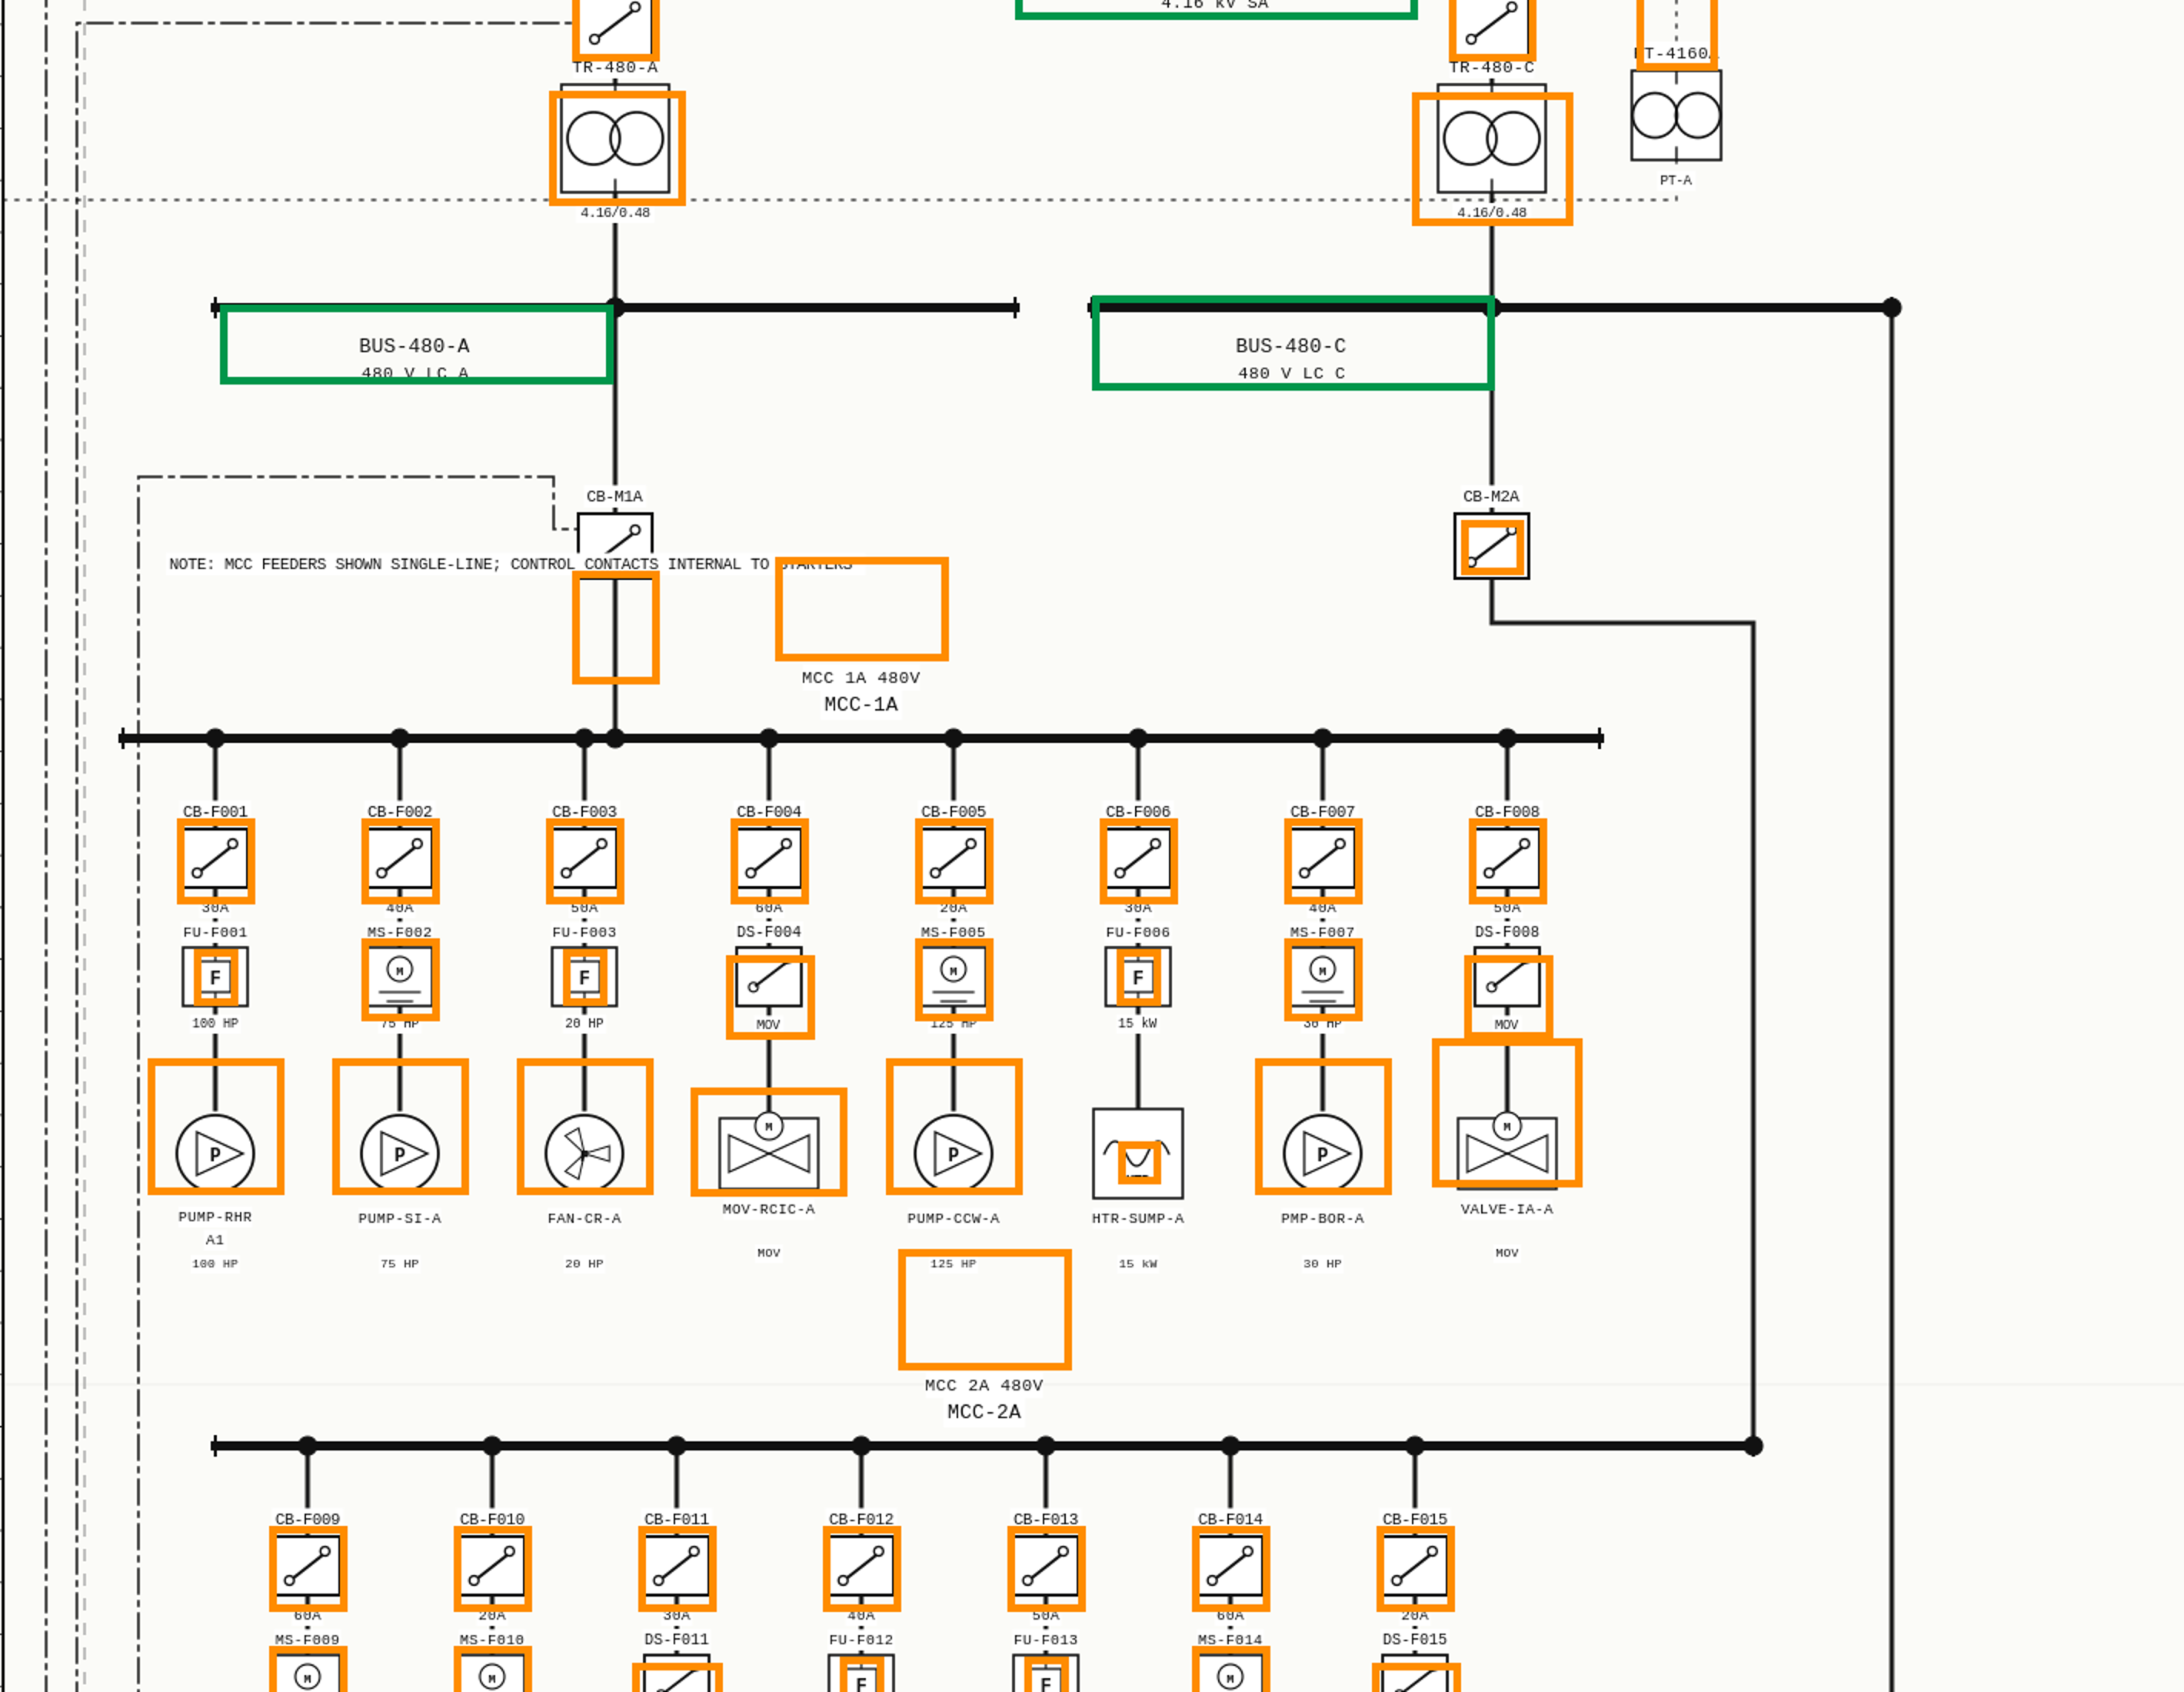 4.16 kV SA
TR-480-A
TR-480-C
PT-4160A
PT-A
4.16/0.48
4.16/0.48
BUS-480-A
480 V LC A
BUS-480-C
480 V LC C
CB-M1A
CB-M2A
NOTE: MCC FEEDERS SHOWN SINGLE-LINE; CONTROL CONTACTS INTERNAL TO STARTERS
MCC 1A 480V
MCC-1A
CB-F001 CB-F002 CB-F003 CB-F004 CB-F005 CB-F006 CB-F007 CB-F008
30A 40A 50A 60A 20A 30A 40A 50A
FU-F001 MS-F002 FU-F003 DS-F004 MS-F005 FU-F006 MS-F007 DS-F008
F M F M F M
100 HP 75 HP 20 HP MOV 125 HP 15 kW 30 HP MOV
M M
P P P P
PUMP-RHR PUMP-SI-A FAN-CR-A MOV-RCIC-A PUMP-CCW-A HTR-SUMP-A PMP-BOR-A VALVE-IA-A
A1
100 HP 75 HP 20 HP MOV 125 HP 15 kW 30 HP MOV
MCC 2A 480V
MCC-2A
CB-F009 CB-F010 CB-F011 CB-F012 CB-F013 CB-F014 CB-F015
60A 20A 30A 40A 50A 60A 20A
MS-F009 MS-F010 DS-F011 FU-F012 FU-F013 MS-F014 DS-F015
M M F F M